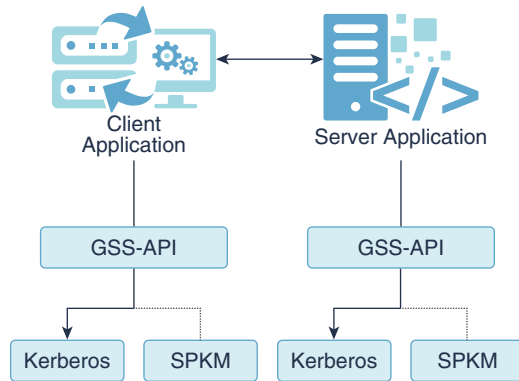 Client
Application
Server Application
GSS-API
GSS-API
Kerberos
SPKM
Kerberos
SPKM